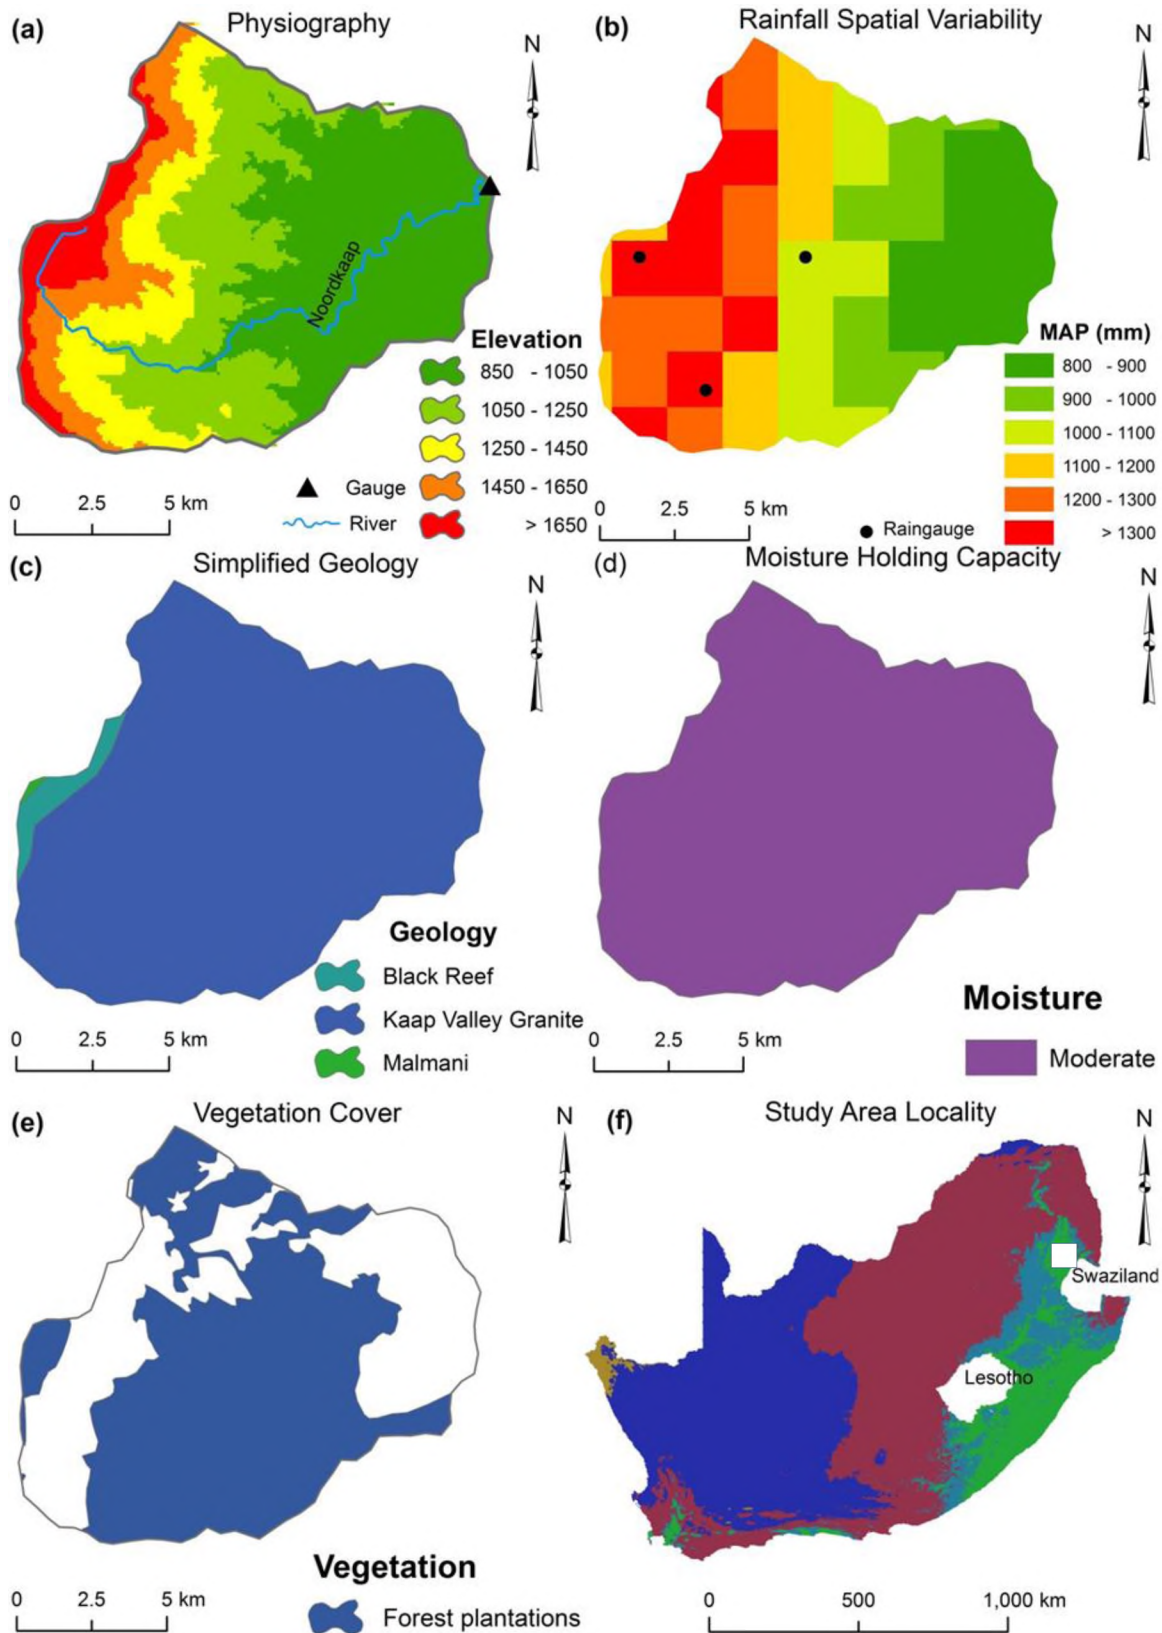 (a) Physiography
N
Noordkaap
Elevation
850 - 1050
1050 - 1250
1250 - 1450
1450 - 1650
> 1650
Gauge
River
0 2.5 5 km
(b) Rainfall Spatial Variability
N
MAP (mm)
800 - 900
900 - 1000
1000 - 1100
1100 - 1200
1200 - 1300
> 1300
0 2.5 5 km
Raingauge
(c) Simplified Geology
N
Geology
Black Reef
Kaap Valley Granite
Malmani
0 2.5 5 km
(d) Moisture Holding Capacity
N
Moisture
Moderate
0 2.5 5 km
(e) Vegetation Cover
N
Vegetation
Forest plantations
0 2.5 5 km
(f) Study Area Locality
N
Swaziland
Lesotho
0 500 1,000 km